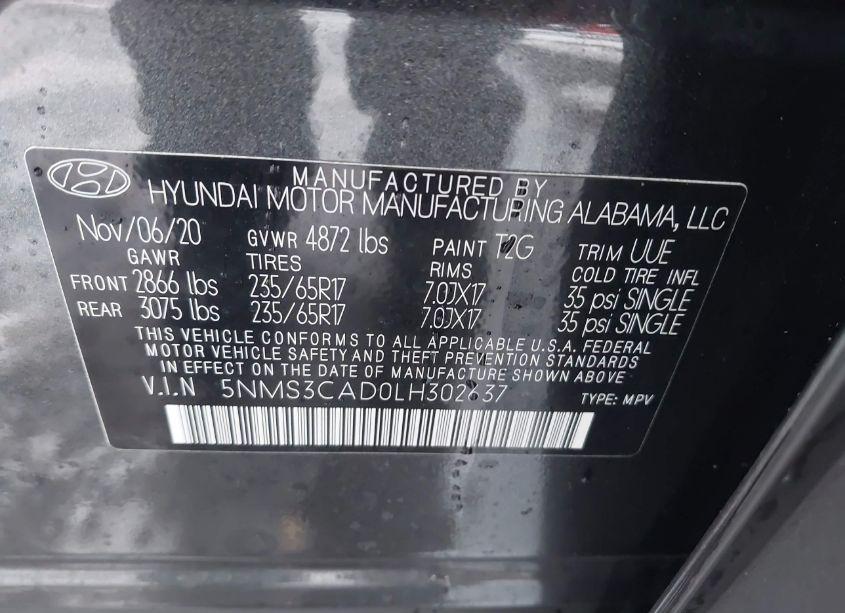 MANUFACTURED BY
HYUNDAI MOTOR MANUFACTURING ALABAMA, LLC
Nov/06/20 GVWR 4872 lbs PAINT T2G TRIM UUE
GAWR TIRES RIMS COLD TIRE INFL
FRONT 2866 lbs 235/65R17 7.0JX17 35 psi SINGLE
REAR 3075 lbs 235/65R17 7.0JX17 35 psi SINGLE
THIS VEHICLE CONFORMS TO ALL APPLICABLE U.S.A. FEDERAL
MOTOR VEHICLE SAFETY AND THEFT PREVENTION STANDARDS
IN EFFECT ON THE DATE OF MANUFACTURE SHOWN ABOVE
V.I.N TYPE: MPV